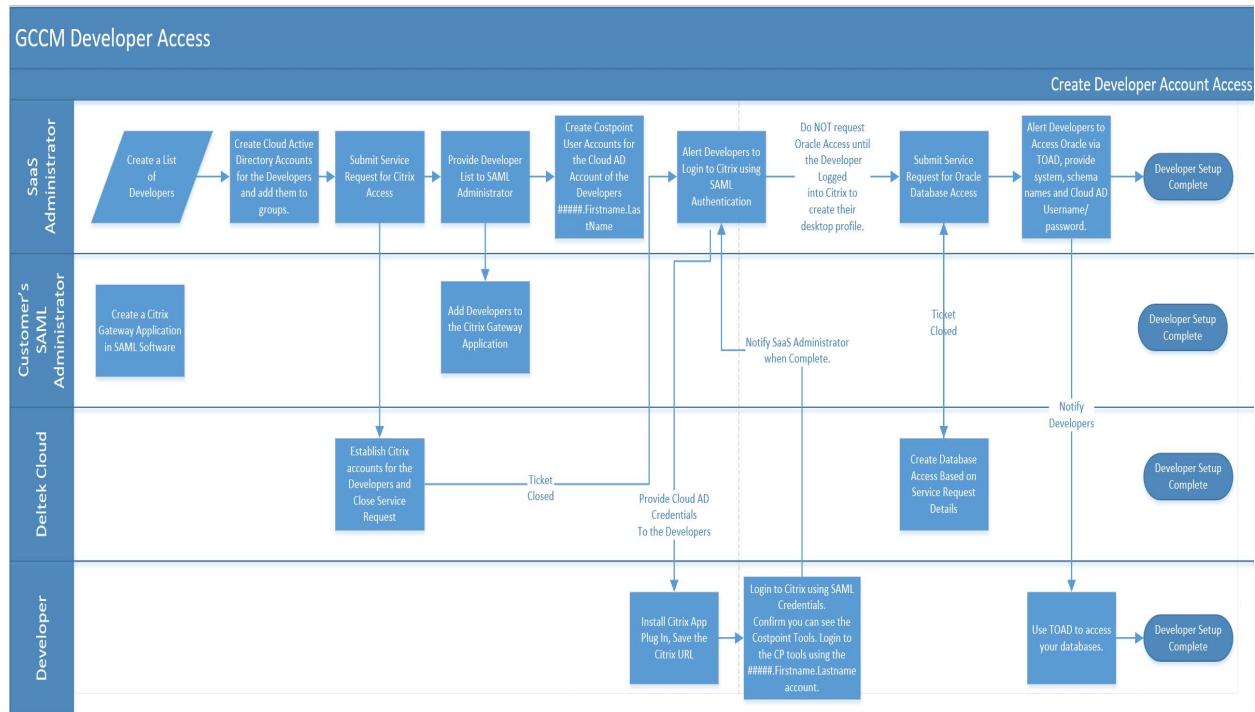 GCCM Developer Access
Create Developer Account Access
SaaS
Administrator
Create a List
of
Developers
Create Cloud Active
Directory Accounts
for the Developers
and add them to
groups.
Submit Service
Request for Citrix
Access
Provide Developer
List to SAML
Administrator
Create Costpoint
User Accounts for
the Cloud AD
Account of the
Developers
#####.Firstname.Las
tName
Alert Developers to
Login to Citrix using
SAML
Authentication
Do NOT request
Oracle Access until
the Developer
Logged
into Citrix to
create their
desktop profile.
Submit Service
Request for Oracle
Database Access
Alert Developers to
Access Oracle via
TOAD, provide
system, schema
names and Cloud AD
Username/
password.
Developer Setup
Complete
Customer's
SAML
Administrator
Create a Citrix
Gateway Application
in SAML Software
Add Developers to
the Citrix Gateway
Application
Notify SaaS Administrator
when Complete.
Ticket
Closed
Developer Setup
Complete
Notify
Developers
Deltek Cloud
Establish Citrix
accounts for the
Developers and
Close Service
Request
Ticket
Closed
Provide Cloud AD
Credentials
To the Developers
Create Database
Access Based on
Service Request
Details
Developer Setup
Complete
Developer
Install Citrix App
Plug In, Save the
Citrix URL
Login to Citrix using SAML
Credentials.
Confirm you can see the
Costpoint Tools. Login to
the CP tools using the
#####.Firstname.Lastname
account.
Use TOAD to access
your databases.
Developer Setup
Complete